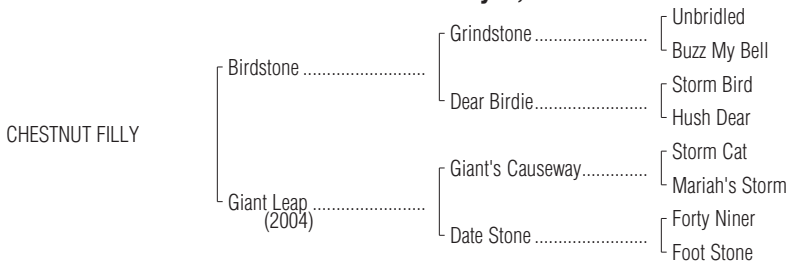 Unbridled
Grindstone
Buzz My Bell
Birdstone
Storm Bird
Dear Birdie
Hush Dear
CHESTNUT FILLY
Storm Cat
Giant's Causeway
Mariah's Storm
Giant Leap
(2004)
Forty Niner
Date Stone
Foot Stone